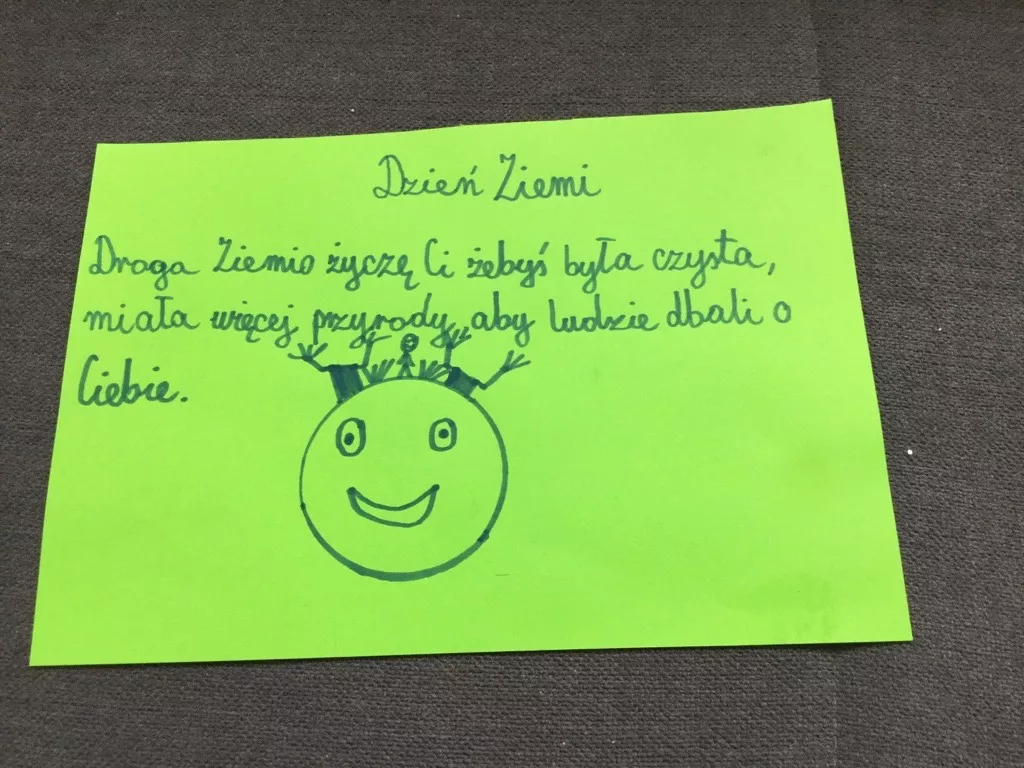 Dzień Ziemi
Droga Ziemio życzę Ci żebyś była czysta,
miała więcej przyrody, aby ludzie dbali o
Ciebie.